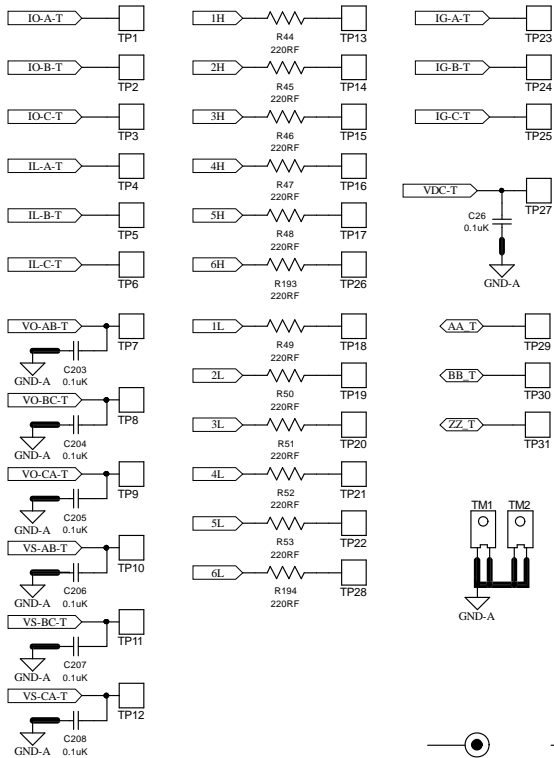 IO-A-T
TP1
IO-B-T
TP2
IO-C-T
TP3
IL-A-T
TP4
IL-B-T
TP5
IL-C-T
TP6
VO-AB-T
TP7
C203
GND-A 0.1uK
VO-BC-T
TP8
C204
GND-A 0.1uK
VO-CA-T
TP9
C205
GND-A 0.1uK
VS-AB-T
TP10
C206
GND-A 0.1uK
VS-BC-T
TP11
C207
GND-A 0.1uK
VS-CA-T
TP12
C208
GND-A 0.1uK
1H
TP13
R44
220RF
2H
TP14
R45
220RF
3H
TP15
R46
220RF
4H
TP16
R47
220RF
5H
TP17
R48
220RF
6H
TP26
R193
220RF
1L
TP18
R49
220RF
2L
TP19
R50
220RF
3L
TP20
R51
220RF
4L
TP21
R52
220RF
5L
TP22
R53
220RF
6L
TP28
R194
220RF
IG-A-T
TP23
IG-B-T
TP24
IG-C-T
TP25
VDC-T
TP27
C26
0.1uK
GND-A
AA_T
TP29
BB_T
TP30
ZZ_T
TP31
TM1 TM2
GND-A